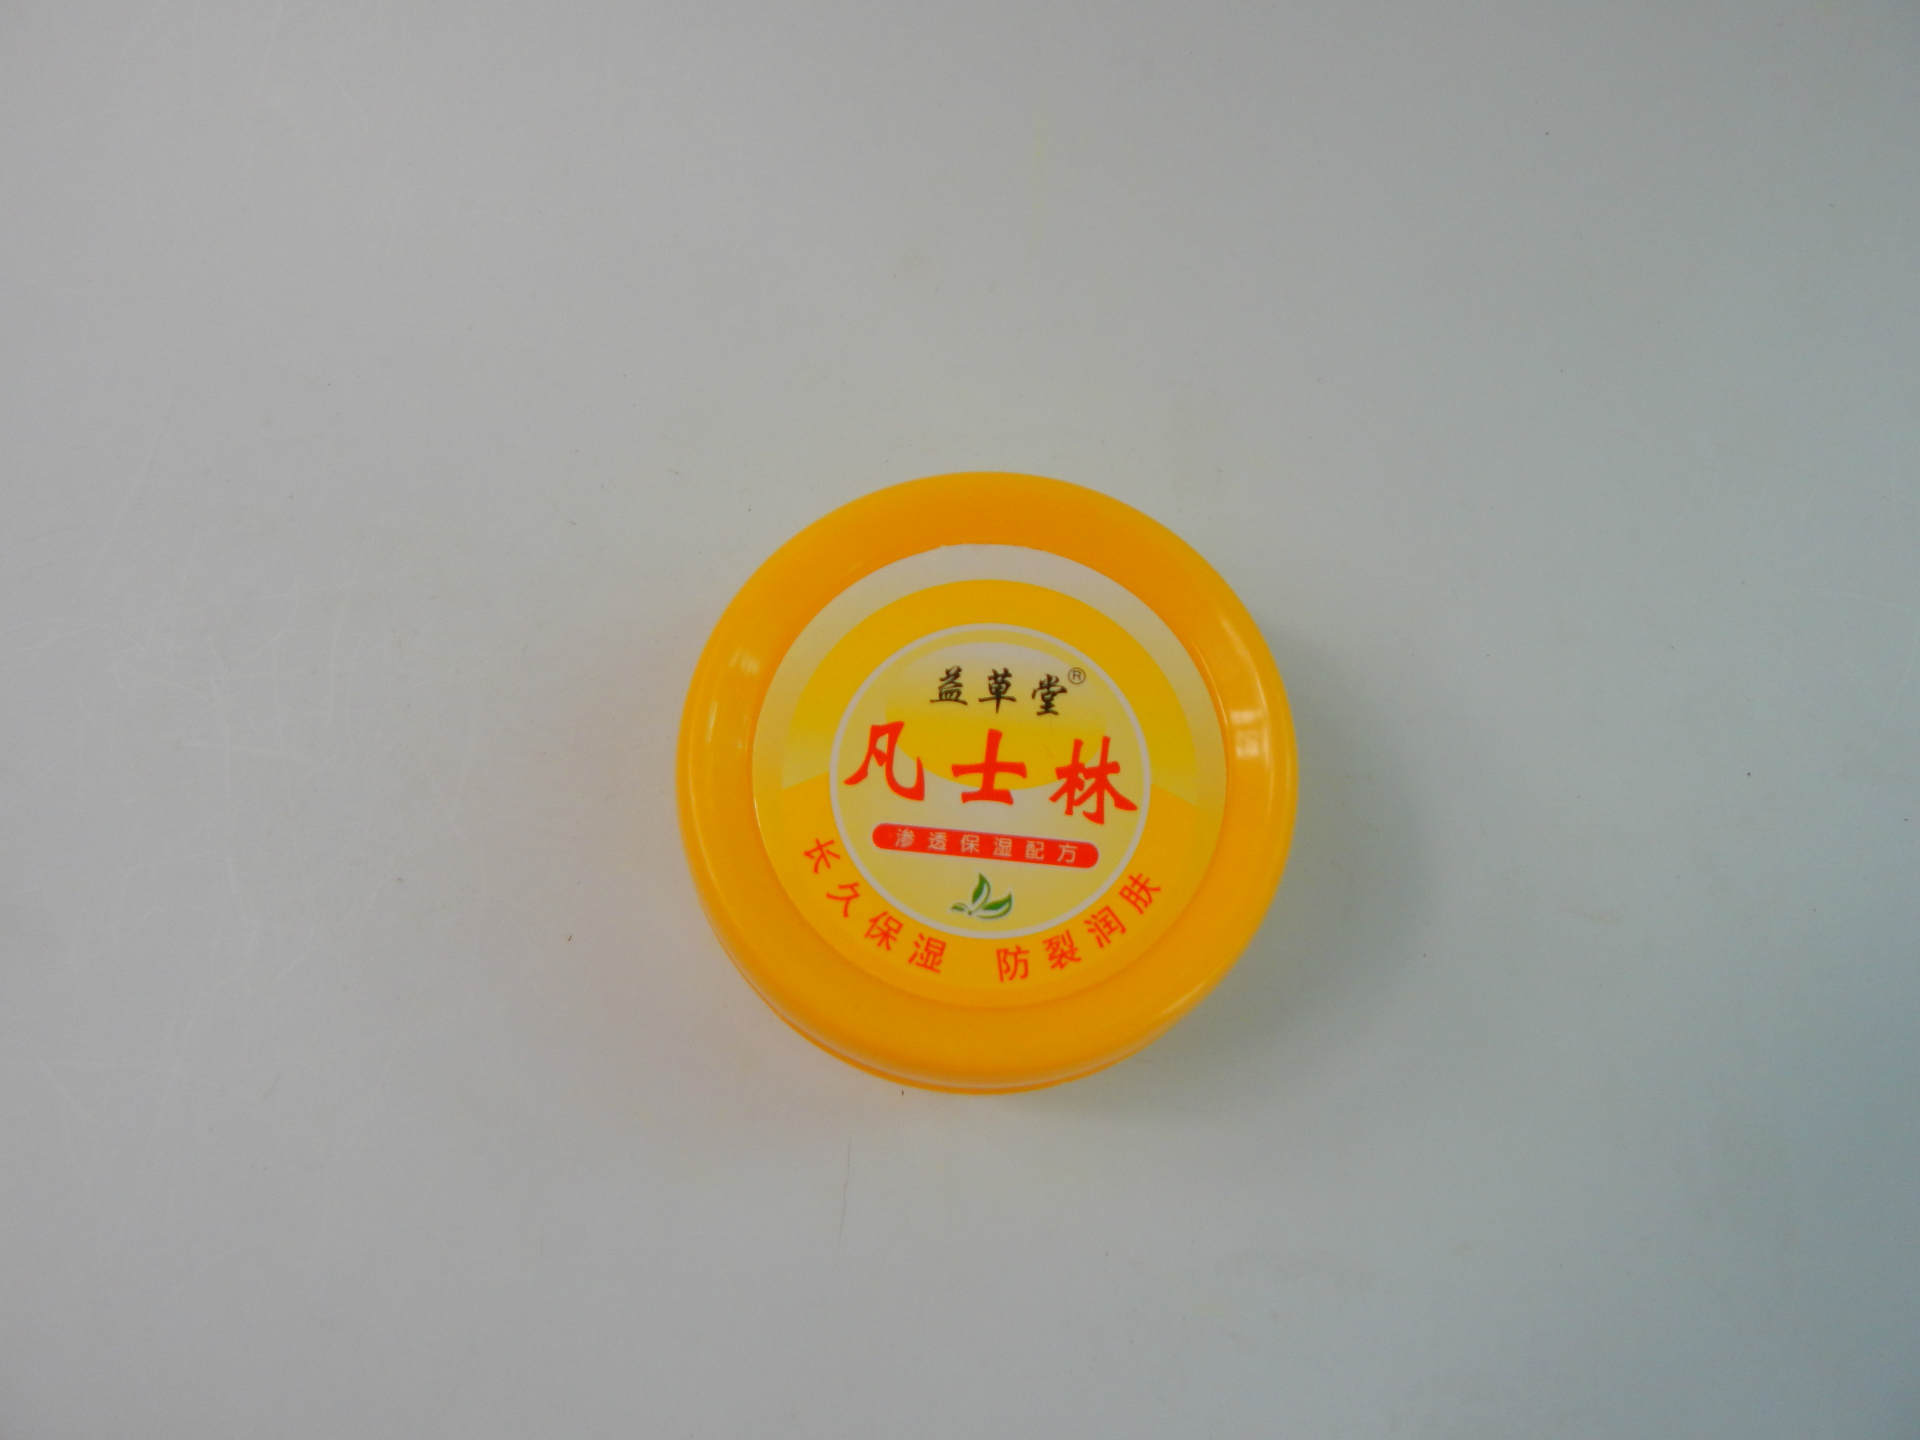 益草堂®
凡士林
渗透保湿配方
长久保湿 防裂润肤